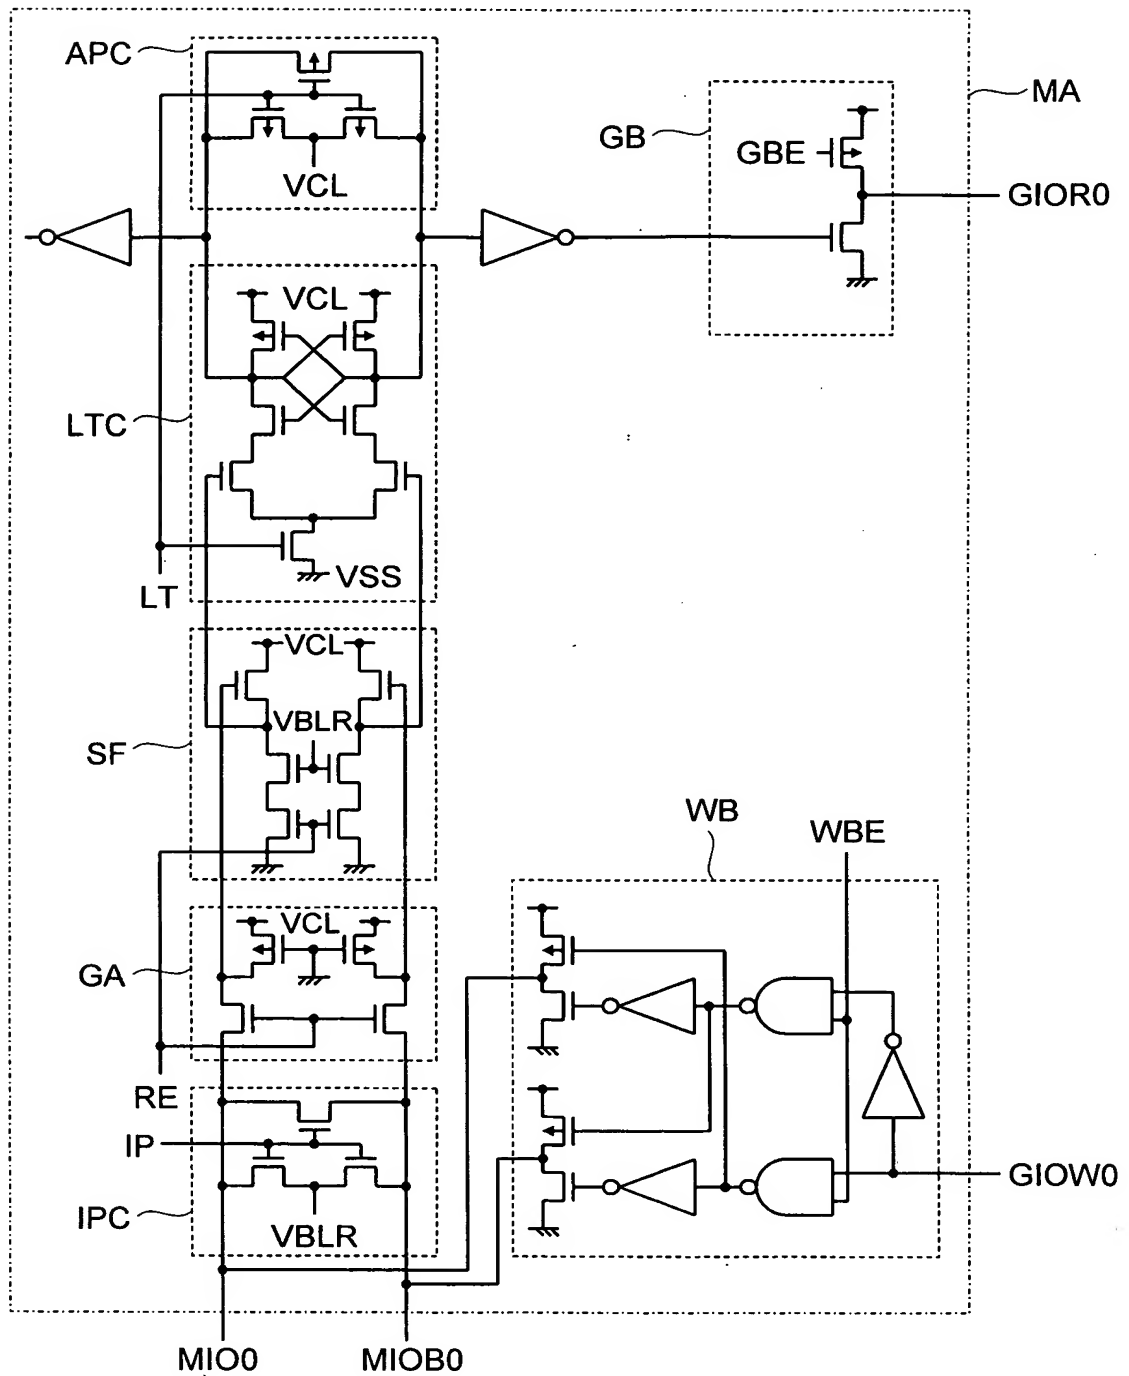 APC
VCL
GB
GBE
MA
GIOR0
VCL
LTC
LT
VSS
VCL
VBLR
SF
WB
WBE
VCL
GA
RE
IP
IPC
VBLR
GIOW0
MIO0
MIOB0